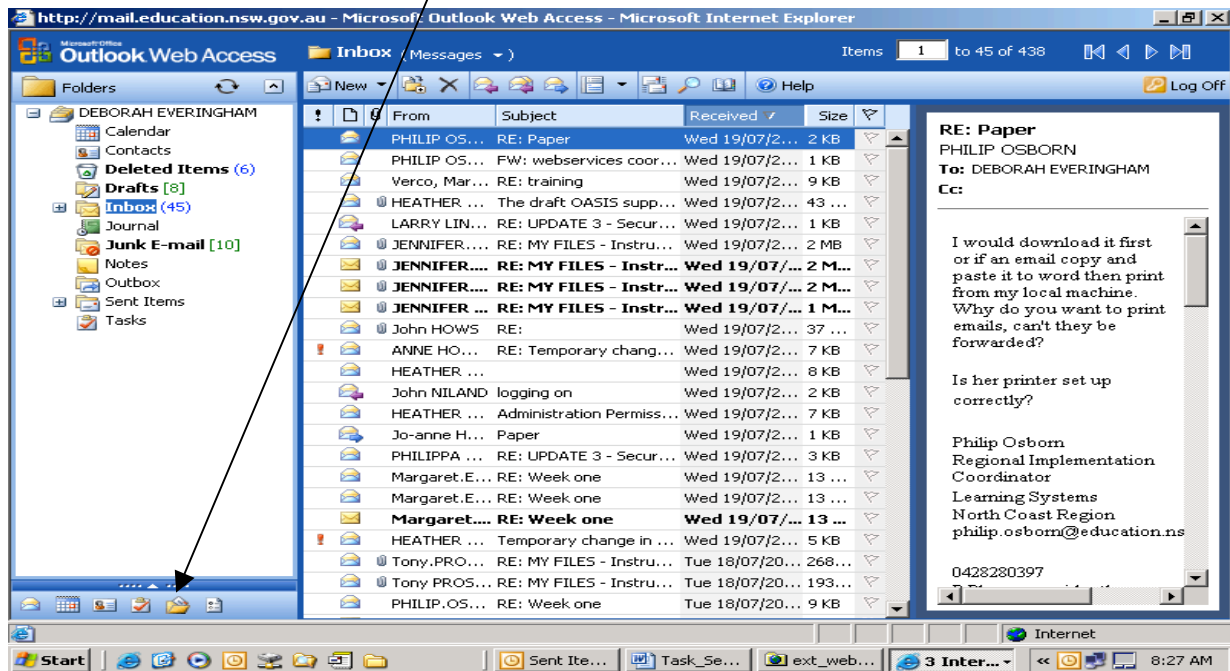 http://mail.education.nsw.gov.au - Microsoft Outlook Web Access - Microsoft Internet Explorer
Microsoft Office
Outlook Web Access
Inbox (Messages )
Items 1 to 45 of 438
Folders
New
Help
Log Off
DEBORAH EVERINGHAM
Calendar
Contacts
Deleted Items (6)
Drafts [8]
Inbox (45)
Journal
Junk E-mail [10]
Notes
Outbox
Sent Items
Tasks
! From Subject Received Size
PHILIP OS... RE: Paper Wed 19/07/2... 2 KB
PHILIP OS... FW: webservices coor... Wed 19/07/2... 1 KB
Verco, Mar... RE: training Wed 19/07/2... 9 KB
HEATHER ... The draft OASIS supp... Wed 19/07/2... 43 ...
LARRY LIN... RE: UPDATE 3 - Secur... Wed 19/07/2... 1 KB
JENNIFER.... RE: MY FILES - Instru... Wed 19/07/2... 2 MB
JENNIFER.... RE: MY FILES - Instr... Wed 19/07/... 2 M...
JENNIFER.... RE: MY FILES - Instr... Wed 19/07/... 2 M...
JENNIFER ... RE: MY FILES - Instr... Wed 19/07/... 1 M...
John HOWS RE: Wed 19/07/2... 37 ...
! ANNE HO... RE: Temporary chang... Wed 19/07/2... 7 KB
HEATHER ... Wed 19/07/2... 8 KB
John NILAND logging on Wed 19/07/2... 2 KB
HEATHER ... Administration Permiss... Wed 19/07/2... 7 KB
Jo-anne H... Paper Wed 19/07/2... 1 KB
PHILIPPA ... RE: UPDATE 3 - Secur... Wed 19/07/2... 3 KB
Margaret.E... RE: Week one Wed 19/07/2... 13 ...
Margaret.E... RE: Week one Wed 19/07/2... 13 ...
Margaret.... RE: Week one Wed 19/07/... 13 ...
! HEATHER ... Temporary change in ... Wed 19/07/2... 5 KB
Tony.PRO... RE: MY FILES - Instru... Tue 18/07/20... 268...
Tony PROS... RE: MY FILES - Instru... Tue 18/07/20... 193...
PHILIP.OS... RE: Week one Tue 18/07/20... 9 KB
RE: Paper
PHILIP OSBORN
To: DEBORAH EVERINGHAM
Cc:
I would download it first
or if an email copy and
paste it to word then print
from my local machine.
Why do you want to print
emails, can't they be
forwarded?
Is her printer set up
correctly?
Philip Osborn
Regional Implementation
Coordinator
Learning Systems
North Coast Region
philip.osborn@education.ns
0428280397
Internet
Start
Sent Ite...
Task_Se...
ext_web...
3 Inter...
8:27 AM